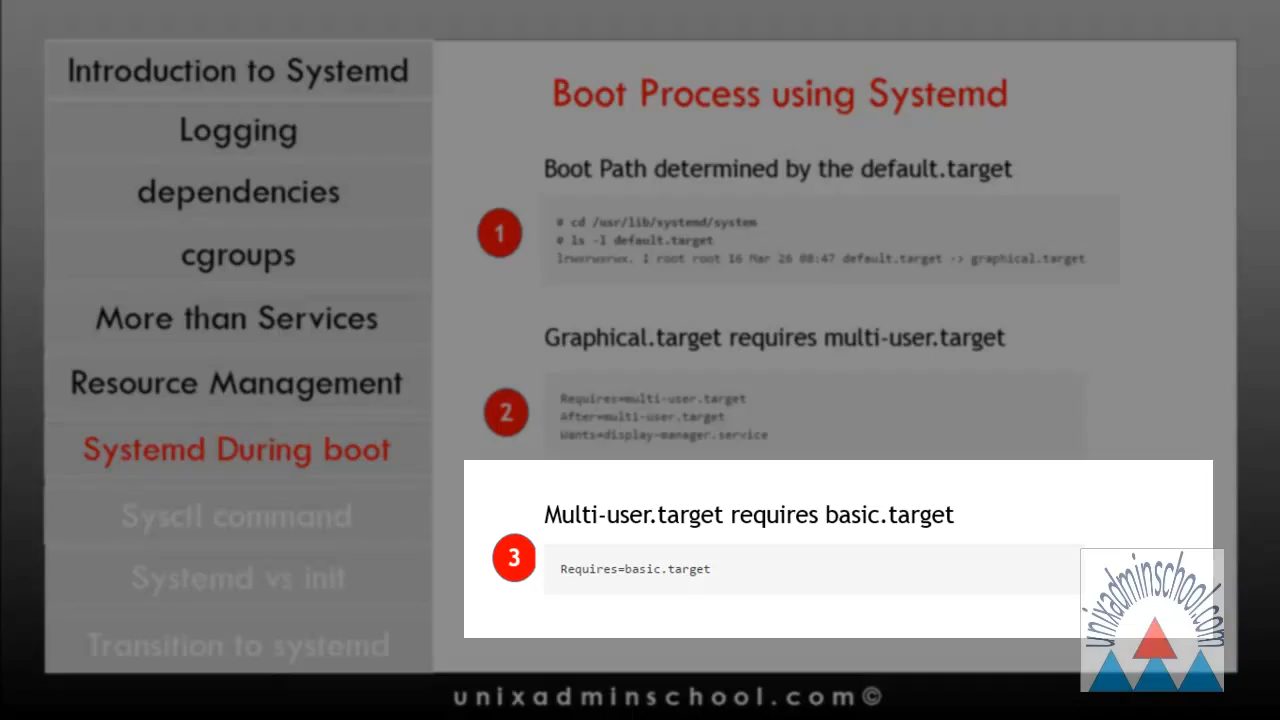 Introduction to Systemd
Logging
dependencies
cgroups
More than Services
Resource Management
Systemd During boot
Sysctl command
Systemd vs init
Transition to systemd
Boot Process using Systemd
Boot Path determined by the default.target
1
# cd /usr/lib/systemd/system
# ls -l default.target
lrwxrwxrwx. 1 root root 16 Mar 26 08:47 default.target -> graphical.target
Graphical.target requires multi-user.target
2
Requires=multi-user.target
After=multi-user.target
Wants=display-manager.service
Multi-user.target requires basic.target
3
Requires=basic.target
unixadminschool.com
unixadminschool.com©